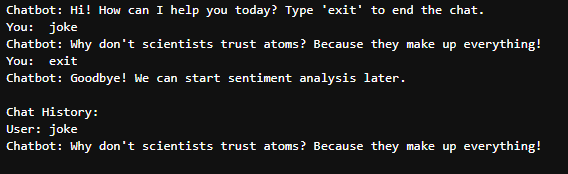 Chatbot: Hi! How can I help you today? Type 'exit' to end the chat.
You:  joke
Chatbot: Why don't scientists trust atoms? Because they make up everything!
You:  exit
Chatbot: Goodbye! We can start sentiment analysis later.

Chat History:
User: joke
Chatbot: Why don't scientists trust atoms? Because they make up everything!